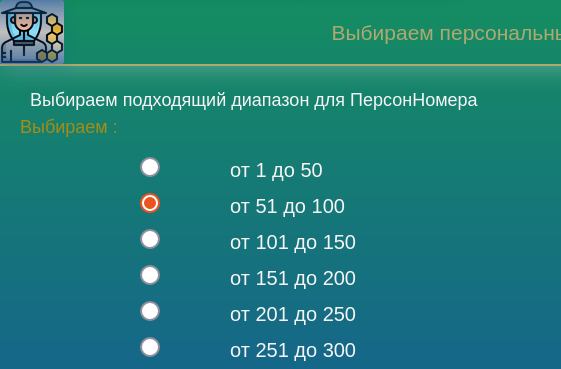 Выбираем
Выбираем подходящий диапазон для ПерсонНомера
Выбираем :
от 1 до 50
от 51 до 100
от 101 до 150
от 151 до 200
от 201 до 250
от 251 до 300